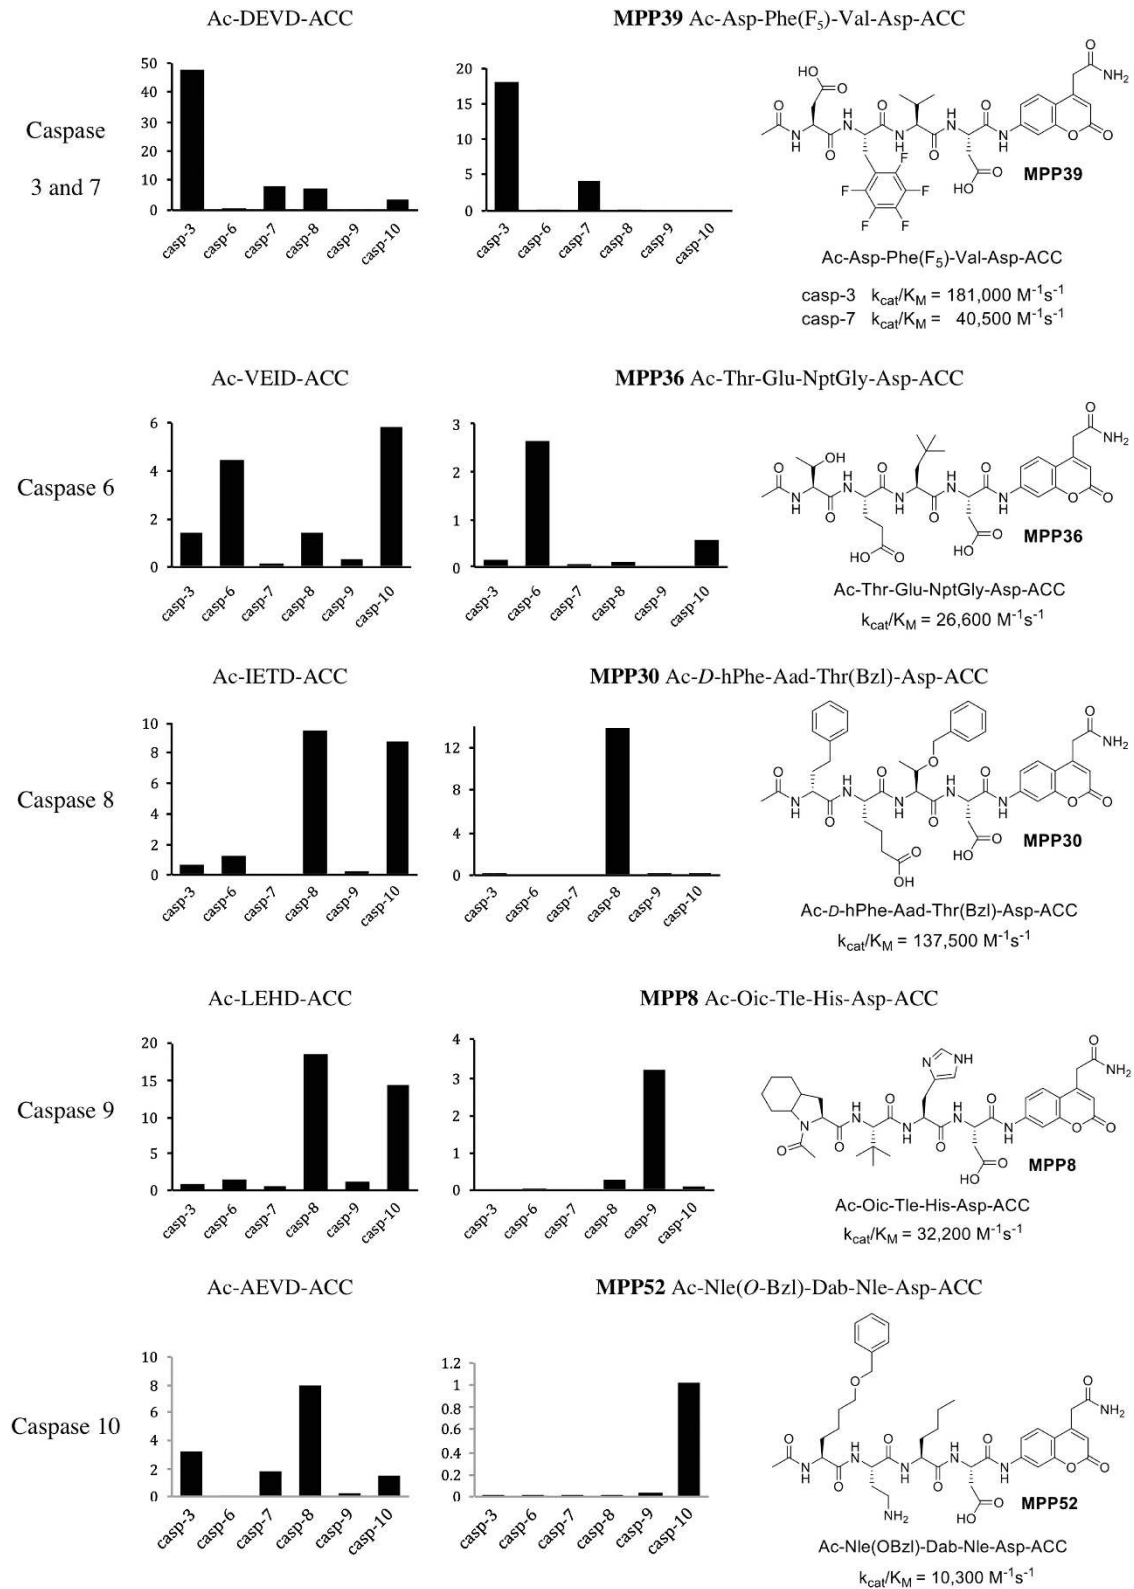 Ac-DEVD-ACC
MPP39 Ac-Asp-Phe(F₅)-Val-Asp-ACC
Caspase
3 and 7
50
40
30
20
10
0
casp-3
casp-6
casp-7
casp-8
casp-9
casp-10
20
15
10
5
0
casp-3
casp-6
casp-7
casp-8
casp-9
casp-10
HO
O
O
NH₂
O
H
N
O
H
N
O
N
H
O
N
H
O
N
H
O
O
HO
O
F
F
F
F
F
MPP39
Ac-Asp-Phe(F₅)-Val-Asp-ACC
casp-3 kcat/KM = 181,000 M⁻¹s⁻¹
casp-7 kcat/KM = 40,500 M⁻¹s⁻¹
Ac-VEID-ACC
MPP36 Ac-Thr-Glu-NptGly-Asp-ACC
Caspase 6
6
4
2
0
casp-3
casp-6
casp-7
casp-8
casp-9
casp-10
3
2
1
0
casp-3
casp-6
casp-7
casp-8
casp-9
casp-10
O
NH₂
OH
O
H
N
O
H
N
O
N
H
O
N
H
O
N
H
O
O
HO
O
HO
O
MPP36
Ac-Thr-Glu-NptGly-Asp-ACC
kcat/KM = 26,600 M⁻¹s⁻¹
Ac-IETD-ACC
MPP30 Ac-D-hPhe-Aad-Thr(Bzl)-Asp-ACC
Caspase 8
10
8
6
4
2
0
casp-3
casp-6
casp-7
casp-8
casp-9
casp-10
12
8
4
0
casp-3
casp-6
casp-7
casp-8
casp-9
casp-10
O
NH₂
O
O
H
N
O
H
N
O
N
H
O
N
H
O
N
H
O
O
HO
O
O
OH
MPP30
Ac-D-hPhe-Aad-Thr(Bzl)-Asp-ACC
kcat/KM = 137,500 M⁻¹s⁻¹
Ac-LEHD-ACC
MPP8 Ac-Oic-Tle-His-Asp-ACC
Caspase 9
20
15
10
5
0
casp-3
casp-6
casp-7
casp-8
casp-9
casp-10
4
3
2
1
0
casp-3
casp-6
casp-7
casp-8
casp-9
casp-10
O
NH₂
N
NH
H
N
O
H
N
O
N
O
N
H
O
N
H
O
O
O
O
HO
O
MPP8
Ac-Oic-Tle-His-Asp-ACC
kcat/KM = 32,200 M⁻¹s⁻¹
Ac-AEVD-ACC
MPP52 Ac-Nle(O-Bzl)-Dab-Nle-Asp-ACC
Caspase 10
10
8
6
4
2
0
casp-3
casp-6
casp-7
casp-8
casp-9
casp-10
1.2
1
0.8
0.6
0.4
0.2
0
casp-3
casp-6
casp-7
casp-8
casp-9
casp-10
O
O
NH₂
O
H
N
O
H
N
O
N
H
O
N
H
O
N
H
O
O
HO
O
NH₂
MPP52
Ac-Nle(OBzl)-Dab-Nle-Asp-ACC
kcat/KM = 10,300 M⁻¹s⁻¹